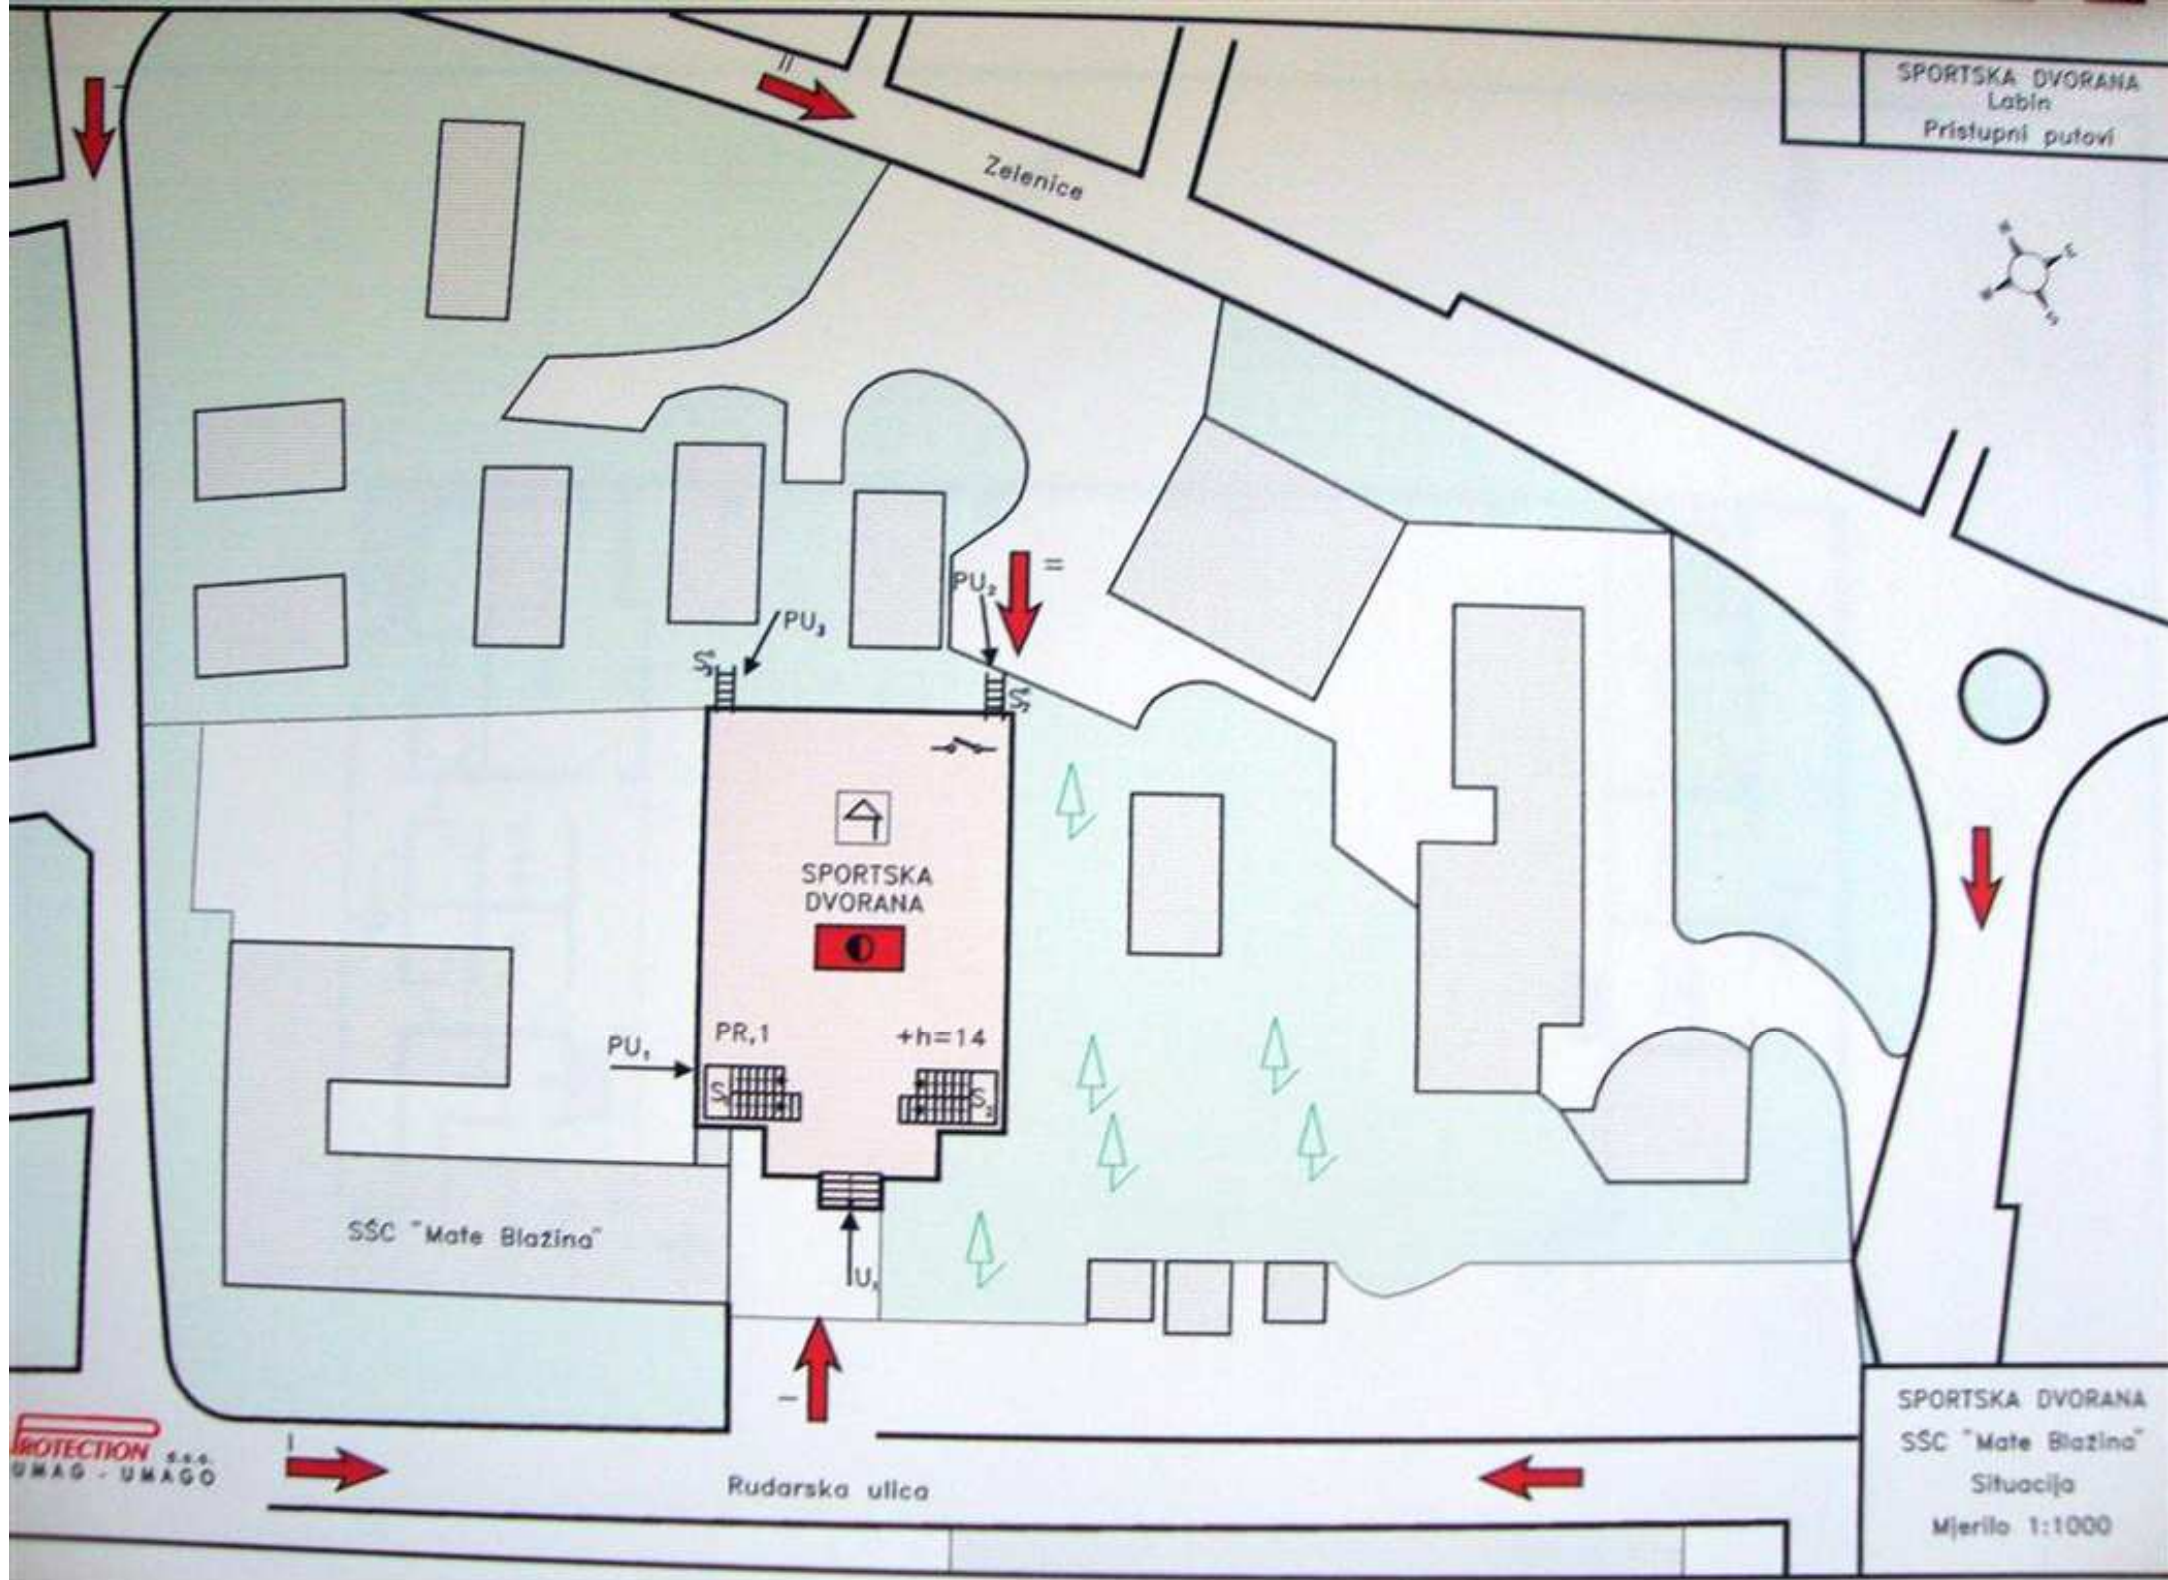 SPORTSKA DVORANA
Labin
Pristupni putovi
II
Zelenice
PU₂
=
PU₃
SPORTSKA
DVORANA
PR,1
+h=14
PU₁
S₁
S₂
SŠC "Mate Blažina"
U₁
PROTECTION d.o.o.
UMAG - UMAGO
I
Rudarska ulica
SPORTSKA DVORANA
SŠC "Mate Blažina"
Situacija
Mjerilo 1:1000